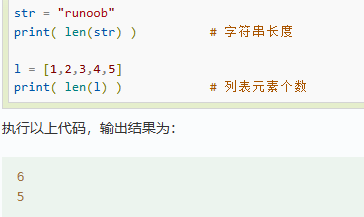 str = "runoob"
print( len(str) )          # 字符串长度
l = [1,2,3,4,5]
print( len(l) )            # 列表元素个数
执行以上代码，输出结果为：
6
5